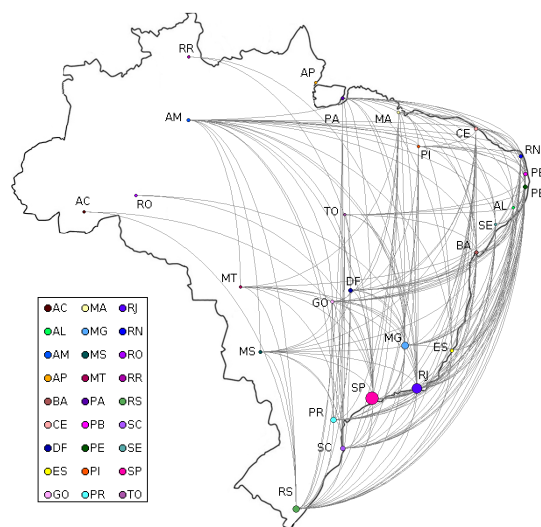 RR
AP
AM
PA
MA
CE
RN
PI
PB
PE
AC
RO
TO
AL
SE
BA
MT
DF
GO
MG
ES
MS
SP
RJ
PR
SC
RS
AC MA RJ
AL MG RN
AM MS RO
AP MT RR
BA PA RS
CE PB SC
DF PE SE
ES PI SP
GO PR TO